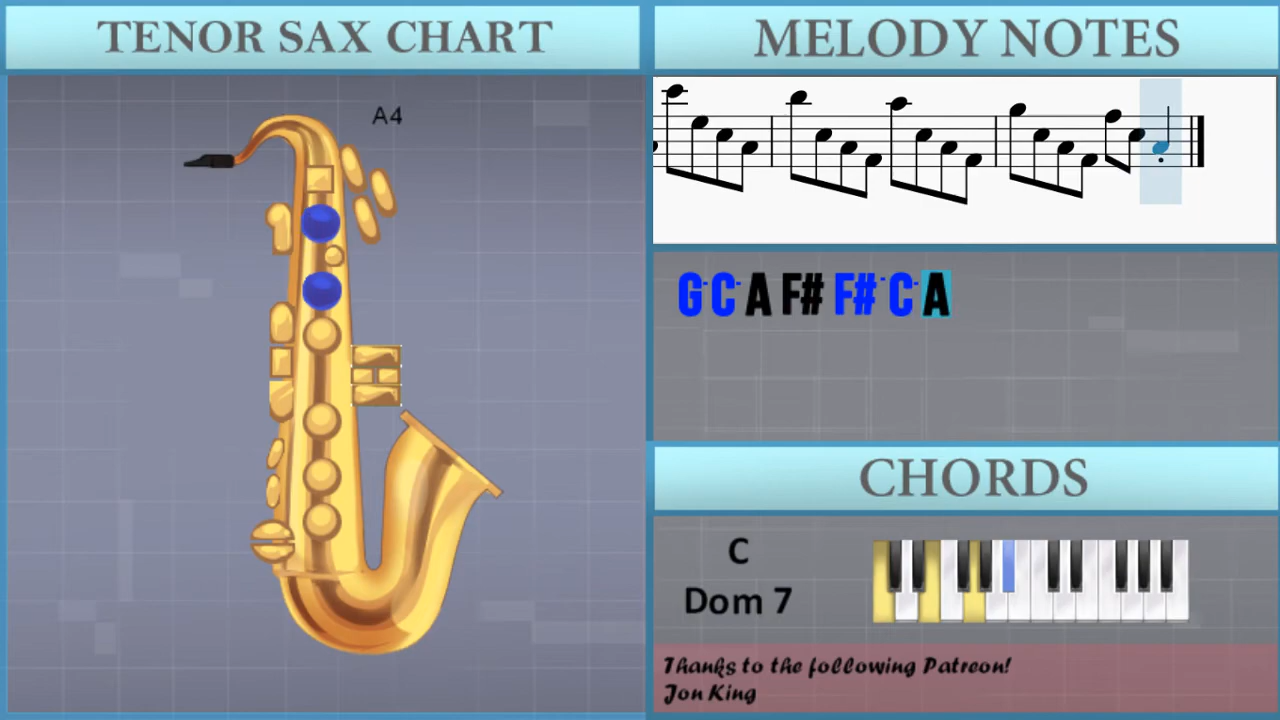 TENOR SAX CHART
A4
MELODY NOTES
G· C· A F# F#· C· A
CHORDS
C
Dom 7
Thanks to the following Patreon!
Jon King